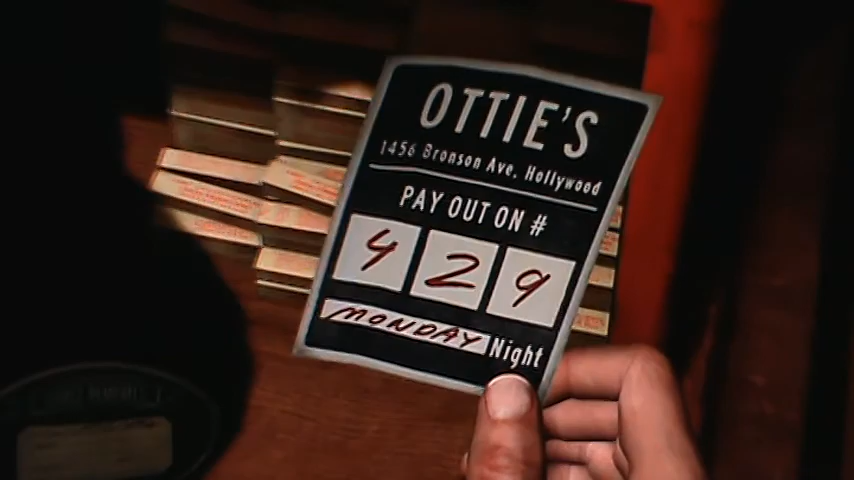 OTTIE'S
1456 Bronson Ave. Hollywood
PAY OUT ON #
4 2 9
MONDAY Night